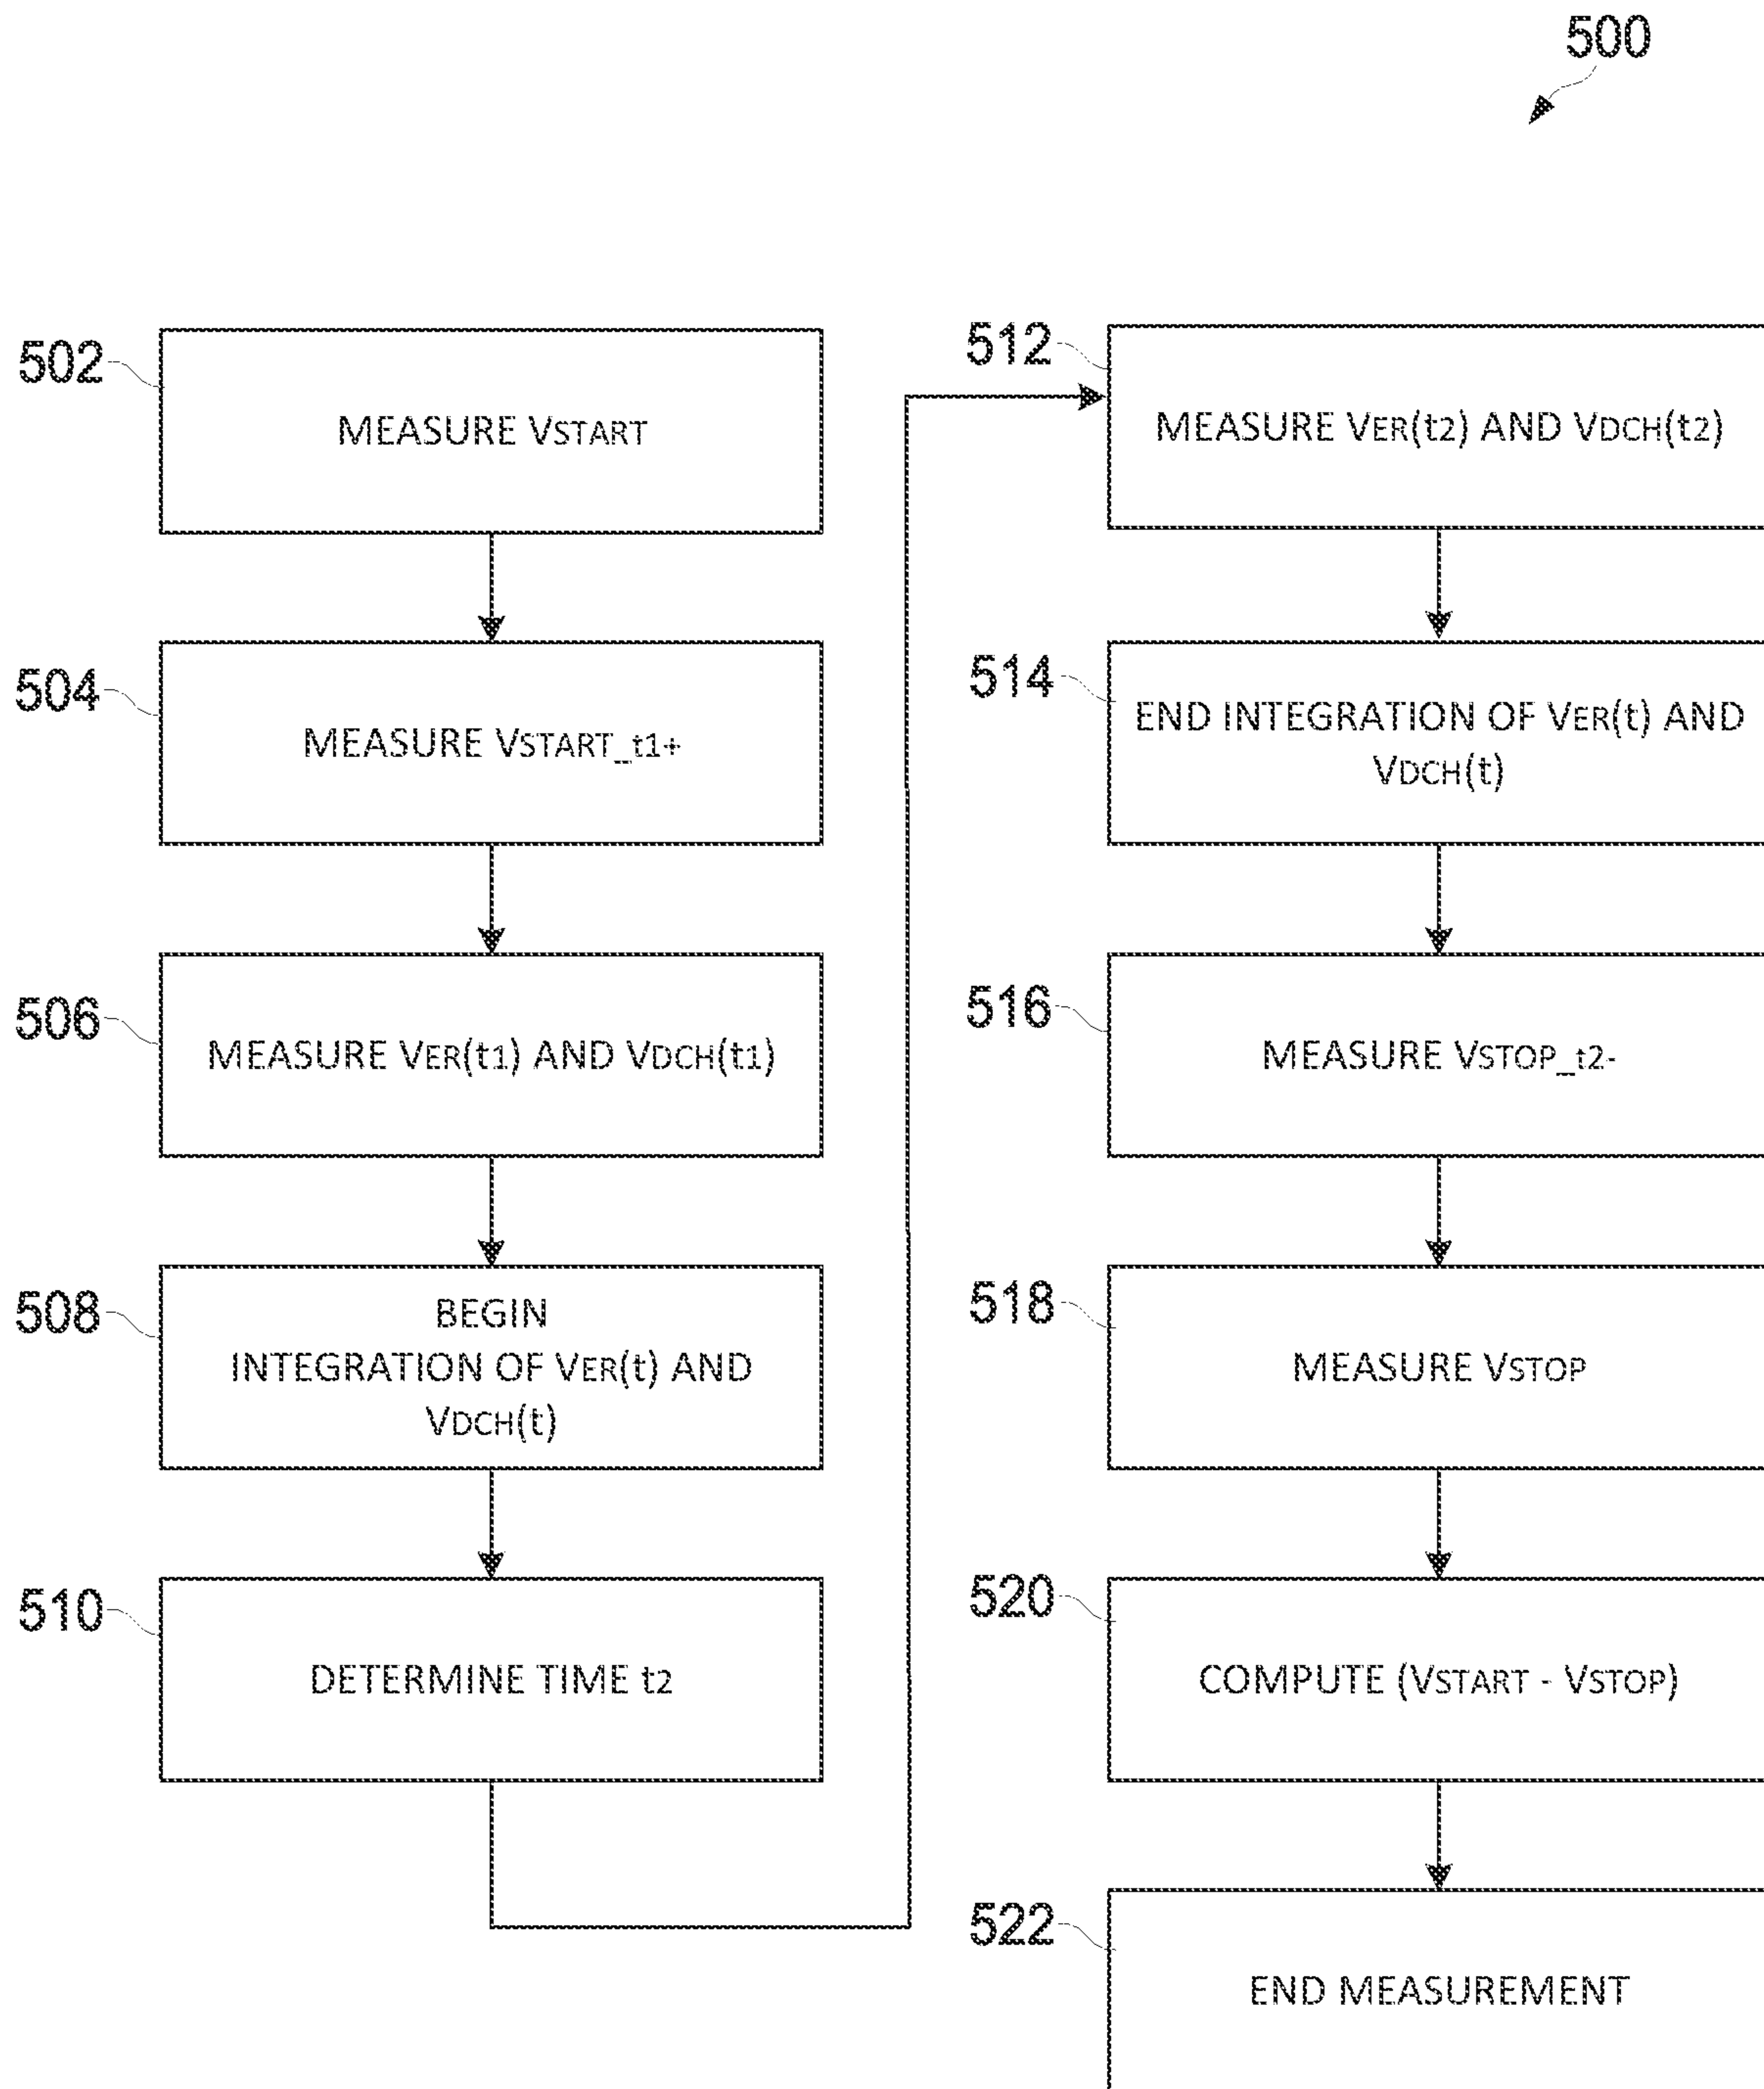 500
502
MEASURE VSTART
504
MEASURE VSTART_t1+
506
MEASURE VER(t1) AND VDCH(t1)
508
BEGIN
INTEGRATION OF VER(t) AND
VDCH(t)
510
DETERMINE TIME t2
512
MEASURE VER(t2) AND VDCH(t2)
514
END INTEGRATION OF VER(t) AND
VDCH(t)
516
MEASURE VSTOP_t2-
518
MEASURE VSTOP
520
COMPUTE (VSTART - VSTOP)
522
END MEASUREMENT